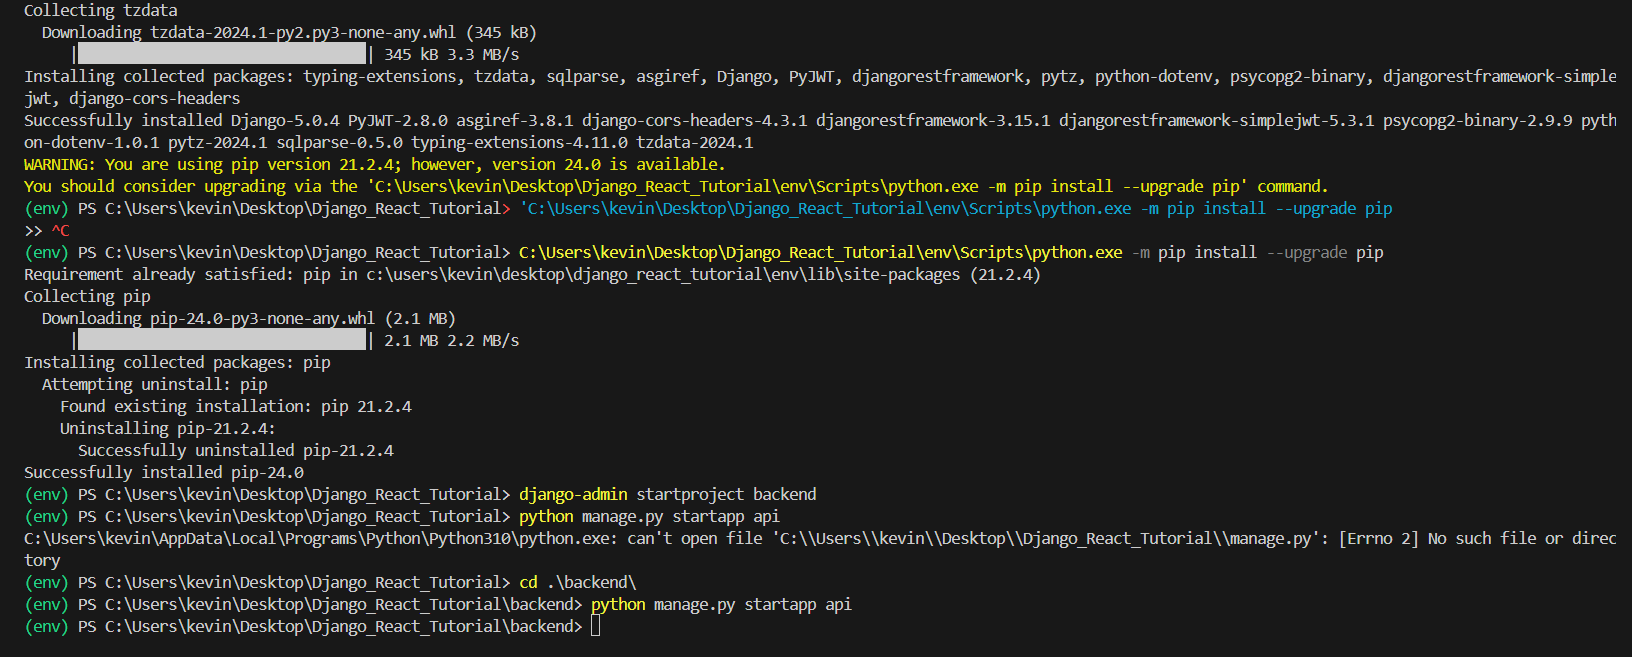 Collecting tzdata
Downloading tzdata-2024.1-py2.py3-none-any.whl (345 kB)
| | 345 kB 3.3 MB/s
Installing collected packages: typing-extensions, tzdata, sqlparse, asgiref, Django, PyJWT, djangorestframework, pytz, python-dotenv, psycopg2-binary, djangorestframework-simple
jwt, django-cors-headers
Successfully installed Django-5.0.4 PyJWT-2.8.0 asgiref-3.8.1 django-cors-headers-4.3.1 djangorestframework-3.15.1 djangorestframework-simplejwt-5.3.1 psycopg2-binary-2.9.9 pyth
on-dotenv-1.0.1 pytz-2024.1 sqlparse-0.5.0 typing-extensions-4.11.0 tzdata-2024.1
WARNING: You are using pip version 21.2.4; however, version 24.0 is available.
You should consider upgrading via the 'C:\Users\kevin\Desktop\Django_React_Tutorial\env\Scripts\python.exe -m pip install --upgrade pip' command.
(env) PS C:\Users\kevin\Desktop\Django_React_Tutorial> 'C:\Users\kevin\Desktop\Django_React_Tutorial\env\Scripts\python.exe -m pip install --upgrade pip
>> ^C
(env) PS C:\Users\kevin\Desktop\Django_React_Tutorial> C:\Users\kevin\Desktop\Django_React_Tutorial\env\Scripts\python.exe -m pip install --upgrade pip
Requirement already satisfied: pip in c:\users\kevin\desktop\django_react_tutorial\env\lib\site-packages (21.2.4)
Collecting pip
Downloading pip-24.0-py3-none-any.whl (2.1 MB)
| | 2.1 MB 2.2 MB/s
Installing collected packages: pip
Attempting uninstall: pip
Found existing installation: pip 21.2.4
Uninstalling pip-21.2.4:
Successfully uninstalled pip-21.2.4
Successfully installed pip-24.0
(env) PS C:\Users\kevin\Desktop\Django_React_Tutorial> django-admin startproject backend
(env) PS C:\Users\kevin\Desktop\Django_React_Tutorial> python manage.py startapp api
C:\Users\kevin\AppData\Local\Programs\Python\Python310\python.exe: can't open file 'C:\\Users\\kevin\\Desktop\\Django_React_Tutorial\\manage.py': [Errno 2] No such file or direc
tory
(env) PS C:\Users\kevin\Desktop\Django_React_Tutorial> cd .\backend\
(env) PS C:\Users\kevin\Desktop\Django_React_Tutorial\backend> python manage.py startapp api
(env) PS C:\Users\kevin\Desktop\Django_React_Tutorial\backend>